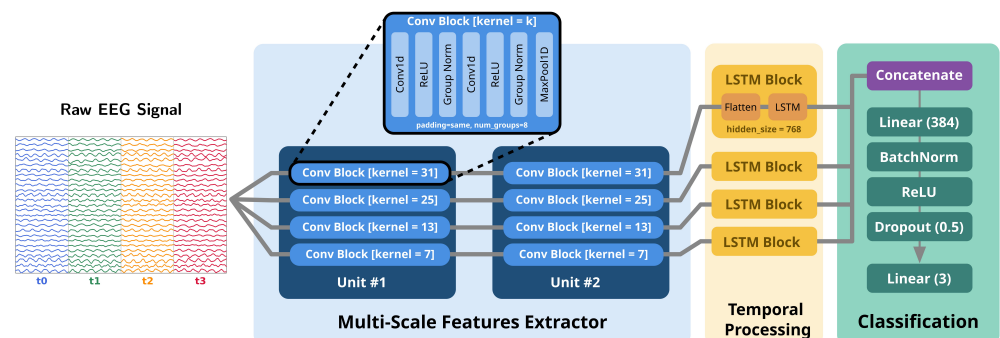 Raw EEG Signal
t0
t1
t2
t3
Conv Block [kernel = k]
Conv1d
ReLU
Group Norm
Conv1d
ReLU
Group Norm
MaxPool1D
padding=same, num_groups=8
Conv Block [kernel = 31]
Conv Block [kernel = 25]
Conv Block [kernel = 13]
Conv Block [kernel = 7]
Unit #1
Conv Block [kernel = 31]
Conv Block [kernel = 25]
Conv Block [kernel = 13]
Conv Block [kernel = 7]
Unit #2
Multi-Scale Features Extractor
LSTM Block
Flatten
LSTM
hidden_size = 768
LSTM Block
LSTM Block
LSTM Block
Temporal
Processing
Concatenate
Linear (384)
BatchNorm
ReLU
Dropout (0.5)
Linear (3)
Classification